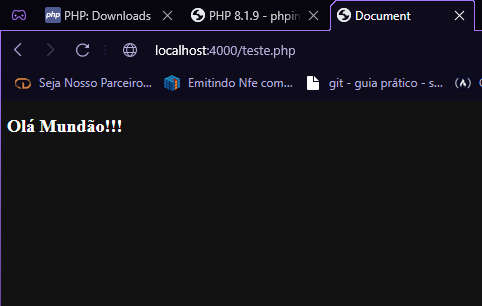 PHP: Downloads
PHP 8.1.9 - phpin
Document
localhost:4000/teste.php
Seja Nosso Parceiro...
Emitindo Nfe com...
git - guia prático - s...
Olá Mundão!!!